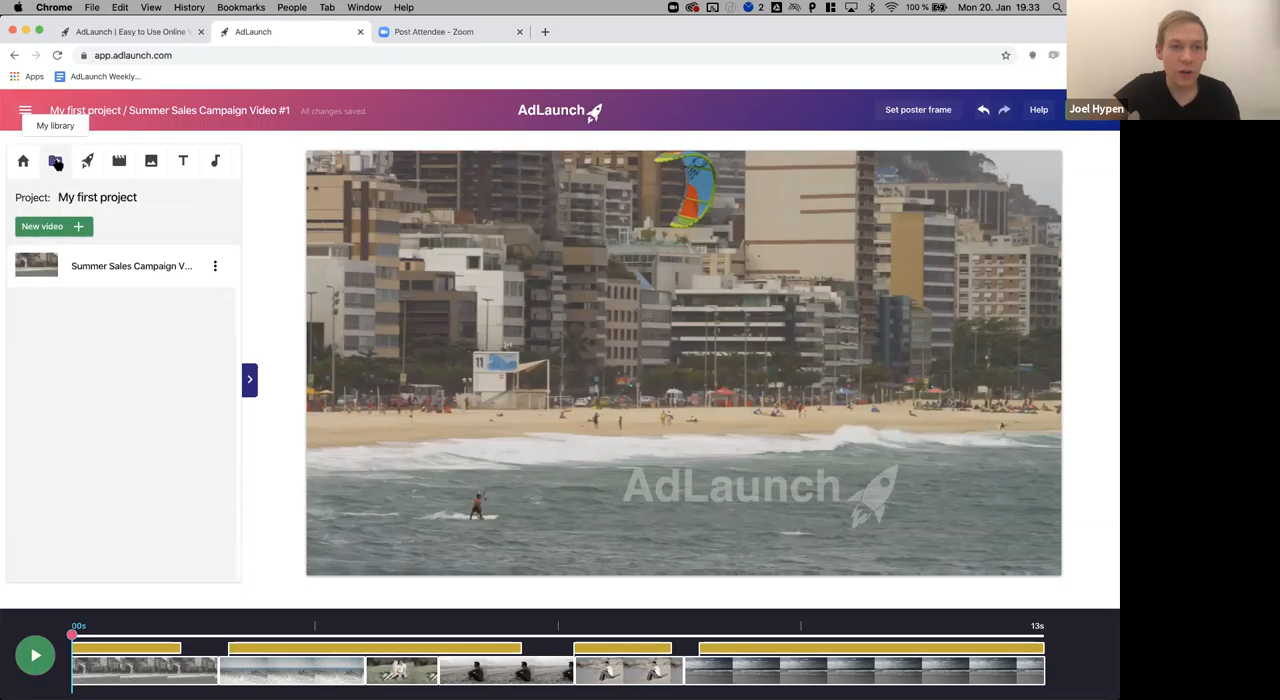 Chrome File Edit View History Bookmarks People Tab Window Help 2 100 % Mon 20. Jan 19.33
AdLaunch | Easy to Use Online V AdLaunch Post Attendee - Zoom
app.adlaunch.com
Apps AdLaunch Weekly...
Joel Hypen
My first project / Summer Sales Campaign Video #1 All changes saved AdLaunch Set poster frame Help
My library
T
Project: My first project
New video +
Summer Sales Campaign V...
11
AdLaunch
00s 13s